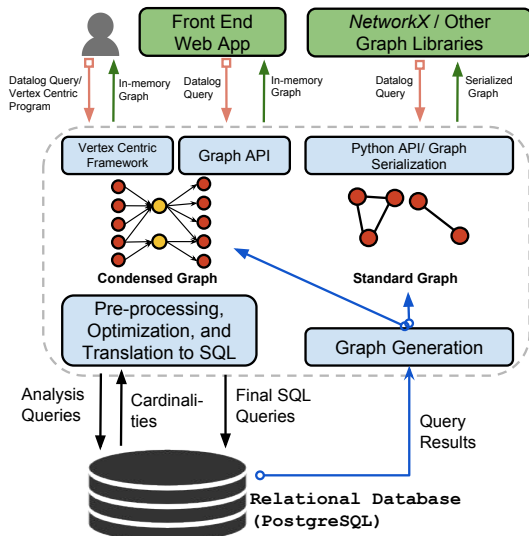 Front End
Web App
NetworkX / Other
Graph Libraries
Datalog Query/
Vertex Centric
Program
In-memory
Graph
Datalog
Query
In-memory
Graph
Datalog
Query
Serialized
Graph
Vertex Centric
Framework
Graph API
Python API/ Graph
Serialization
Condensed Graph
Standard Graph
Pre-processing,
Optimization, and
Translation to SQL
Graph Generation
Analysis
Queries
Cardinali-
ties
Final SQL
Queries
Query
Results
Relational Database
(PostgreSQL)